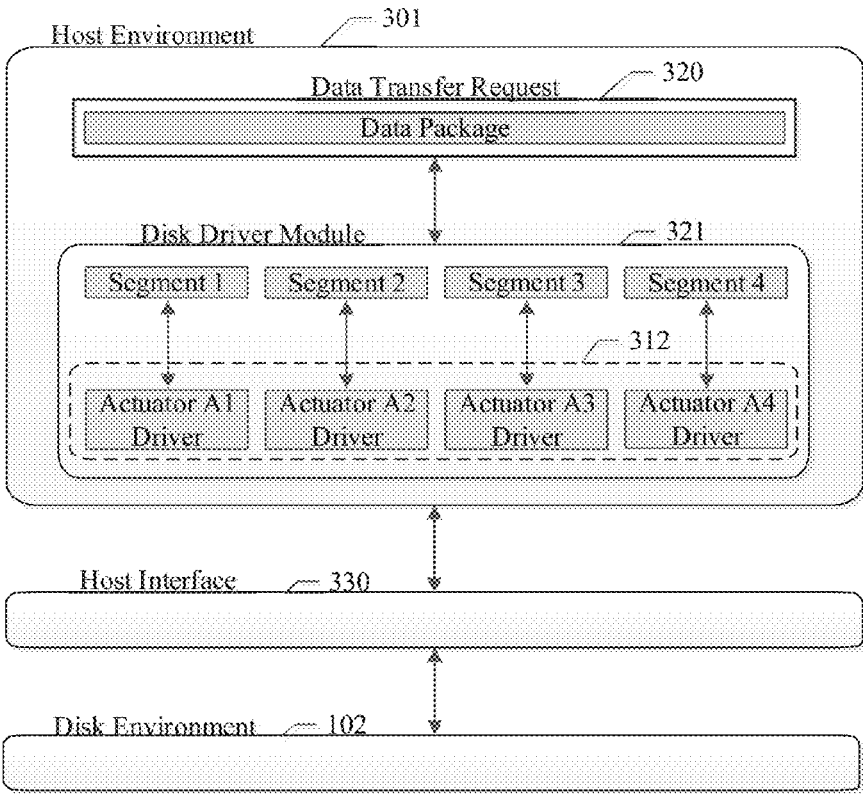 Host Environment 301
Data Transfer Request 320
Data Package
Disk Driver Module 321
Segment 1 Segment 2 Segment 3 Segment 4
312
Actuator A1 Driver Actuator A2 Driver Actuator A3 Driver Actuator A4 Driver
Host Interface 330
Disk Environment 102